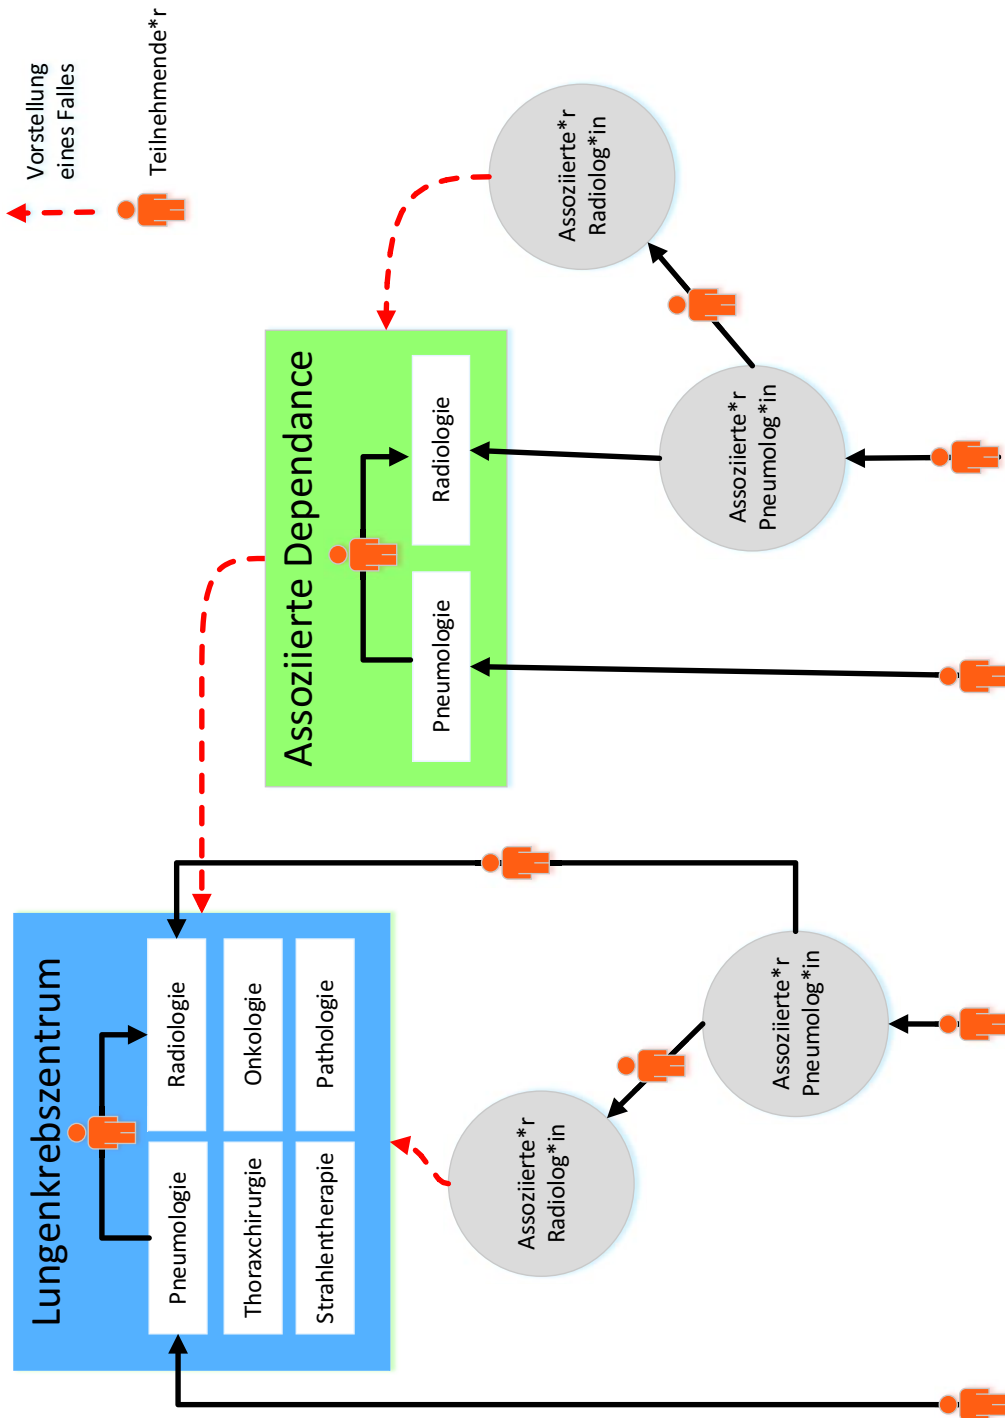 Vorstellung
eines Falles
Teilnehmende*r
Lungenkrebszentrum
Pneumologie
Radiologie
Thoraxchirurgie
Onkologie
Strahlentherapie
Pathologie
Assoziierte Dependance
Pneumologie
Radiologie
Assoziierte*r
Radiolog*in
Assoziierte*r
Pneumolog*in
Assoziierte*r
Pneumolog*in
Assoziierte*r
Radiolog*in